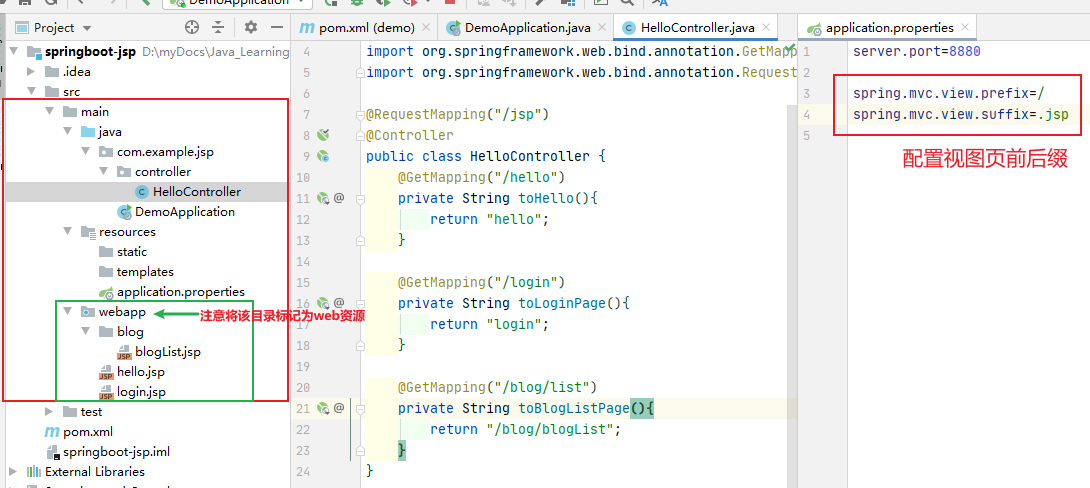 DemoApplication
Project
springboot-jsp D:\myDocs\Java_Learning
.idea
src
main
java
com.example.jsp
controller
HelloController
DemoApplication
resources
static
templates
application.properties
webapp
注意将该目录标记为web资源
blog
blogList.jsp
hello.jsp
login.jsp
test
pom.xml
springboot-jsp.iml
External Libraries
pom.xml (demo)
DemoApplication.java
HelloController.java
4 import org.springframework.web.bind.annotation.GetMapp
5 import org.springframework.web.bind.annotation.Request
6
7 @RequestMapping("/jsp")
8 @Controller
9 public class HelloController {
10 @GetMapping("/hello")
11 @ private String toHello(){
12 return "hello";
13 }
14
15 @GetMapping("/login")
16 @ private String toLoginPage(){
17 return "login";
18 }
19
20 @GetMapping("/blog/list")
21 @ private String toBlogListPage(){
22 return "/blog/blogList";
23 }
24 }
application.properties
1 server.port=8880
2
3 spring.mvc.view.prefix=/
4 spring.mvc.view.suffix=.jsp
5
配置视图页前后缀